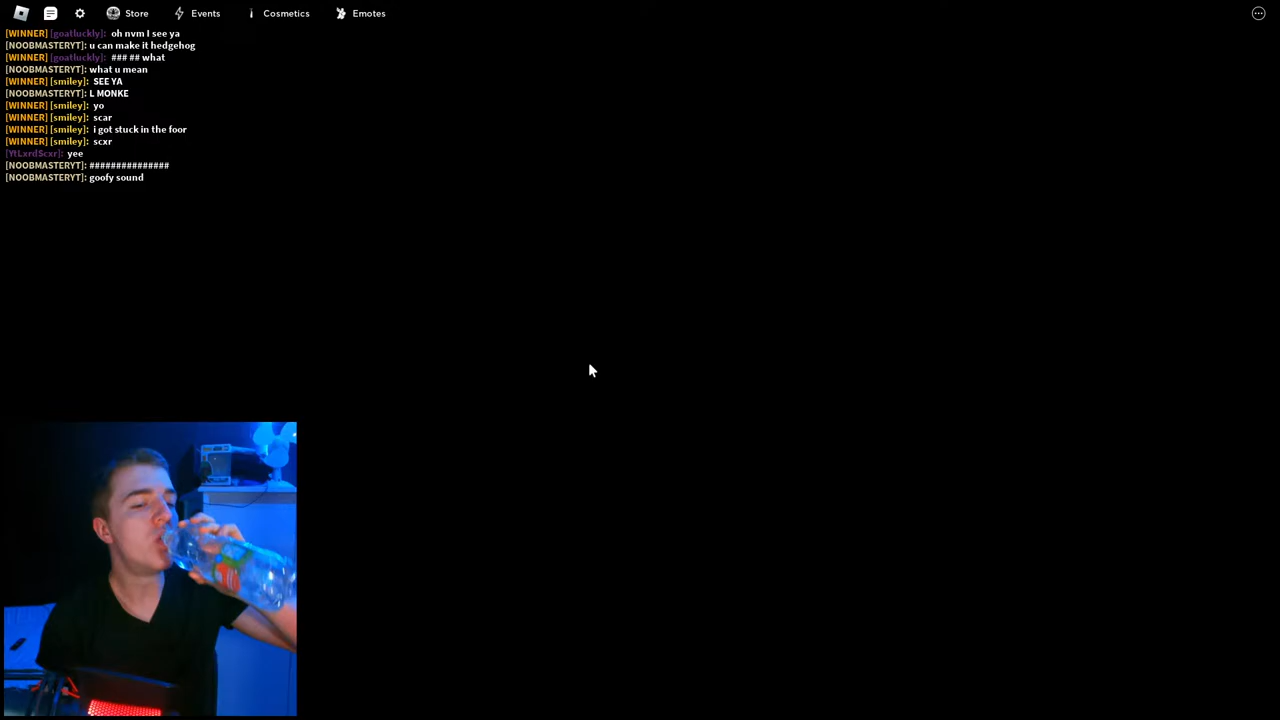 Store Events Cosmetics Emotes
[WINNER] [goatluckly]: oh nvm I see ya
[NOOBMASTERYT]: u can make it hedgehog
[WINNER] [goatluckly]: ### ## what
[NOOBMASTERYT]: what u mean
[WINNER] [smiley]: SEE YA
[NOOBMASTERYT]: L MONKE
[WINNER] [smiley]: yo
[WINNER] [smiley]: scar
[WINNER] [smiley]: i got stuck in the foor
[WINNER] [smiley]: scxr
[YtLxrdScxr]: yee
[NOOBMASTERYT]: ###############
[NOOBMASTERYT]: goofy sound